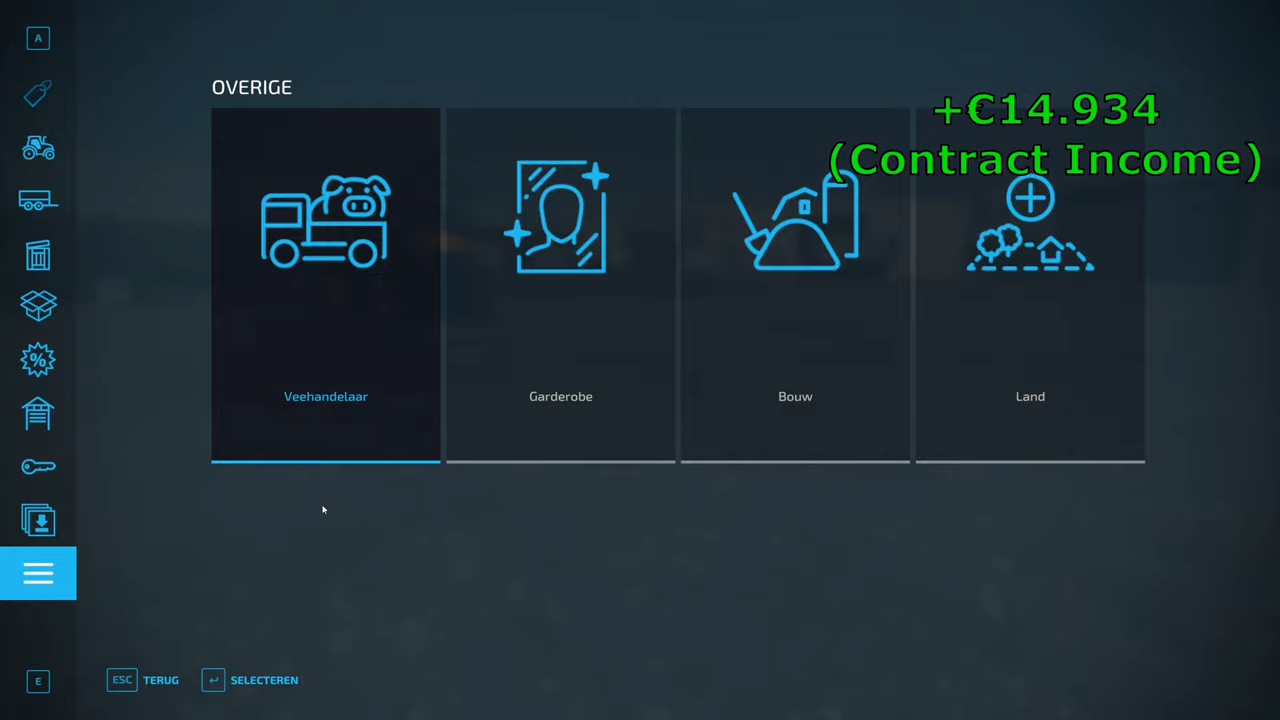 A
OVERIGE
+€14.934
(Contract Income)
%
Veehandelaar
Garderobe
Bouw
Land
E
ESC TERUG
SELECTEREN